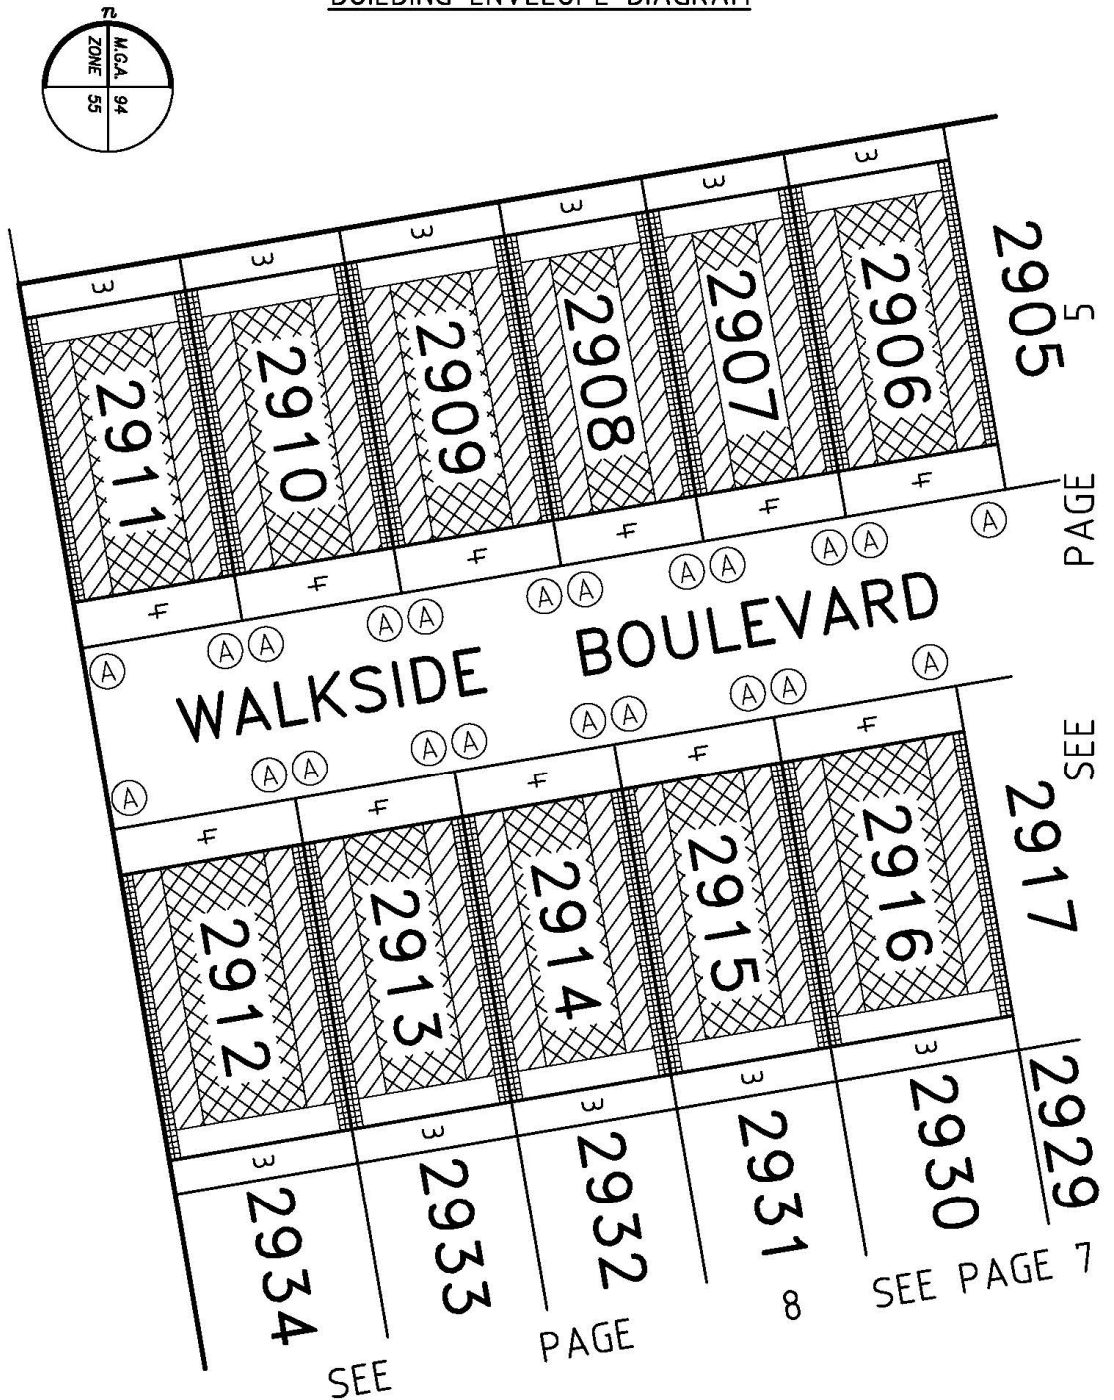 BUILDING ENVELOPE DIAGRAM
n
M.G.A. 94
ZONE 55
3 3 3 3 3 3
2911 2910 2909 2908 2907 2906 2905
4 4 4 4 4 4
SEE PAGE 5
A A A A A A A A A A A A
WALKSIDE BOULEVARD
A A A A A A A A A A
4 4 4 4 4
2912 2913 2914 2915 2916 2917
3 3 3 3 3
2934 2933 2932 2931 2930 2929
SEE PAGE 8
SEE PAGE 7